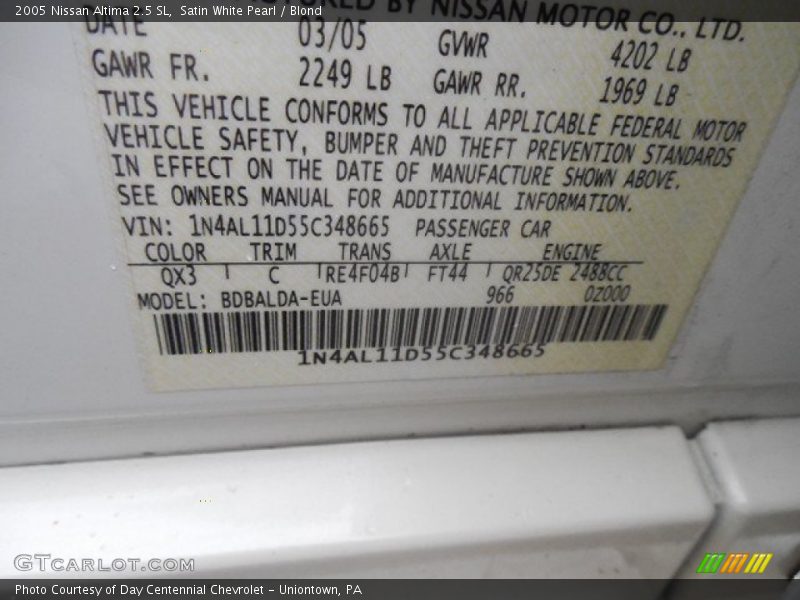 2005 Nissan Altima 2.5 SL, Satin White Pearl / Blond
BY NISSAN MOTOR CO., LTD.
DATE 03/05 GVWR 4202 LB
GAWR FR. 2249 LB GAWR RR. 1969 LB
THIS VEHICLE CONFORMS TO ALL APPLICABLE FEDERAL MOTOR
VEHICLE SAFETY, BUMPER AND THEFT PREVENTION STANDARDS
IN EFFECT ON THE DATE OF MANUFACTURE SHOWN ABOVE.
SEE OWNERS MANUAL FOR ADDITIONAL INFORMATION.
VIN: 1N4AL11D55C348665 PASSENGER CAR
COLOR TRIM TRANS AXLE ENGINE
QX3 C RE4F04B FT44 QR25DE 2488CC
MODEL: BDBALDA-EUA 966 0Z000
1N4AL11D55C348665
GTCARLOT.COM
Photo Courtesy of Day Centennial Chevrolet - Uniontown, PA